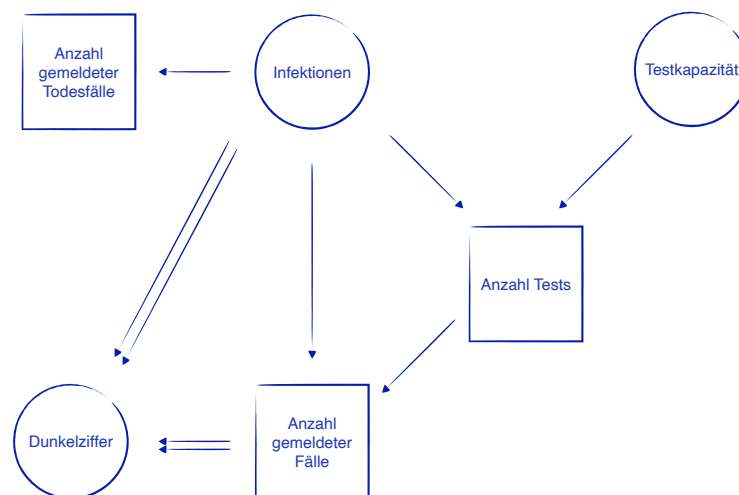 Anzahl
gemeldeter
Todesfälle
Infektionen
Testkapazität
Anzahl Tests
Dunkelziffer
Anzahl
gemeldeter
Fälle